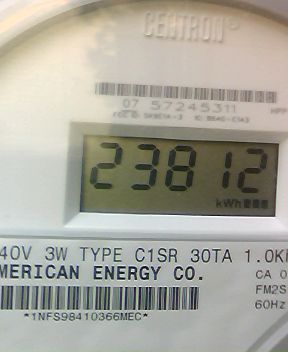 CENTRON®
07 57245311
23812
kWh
40V 3W TYPE C1SR 30TA 1.0K
MERICAN ENERGY CO.
CA 0
FM2S
60Hz
*1NFS98410366MEC*